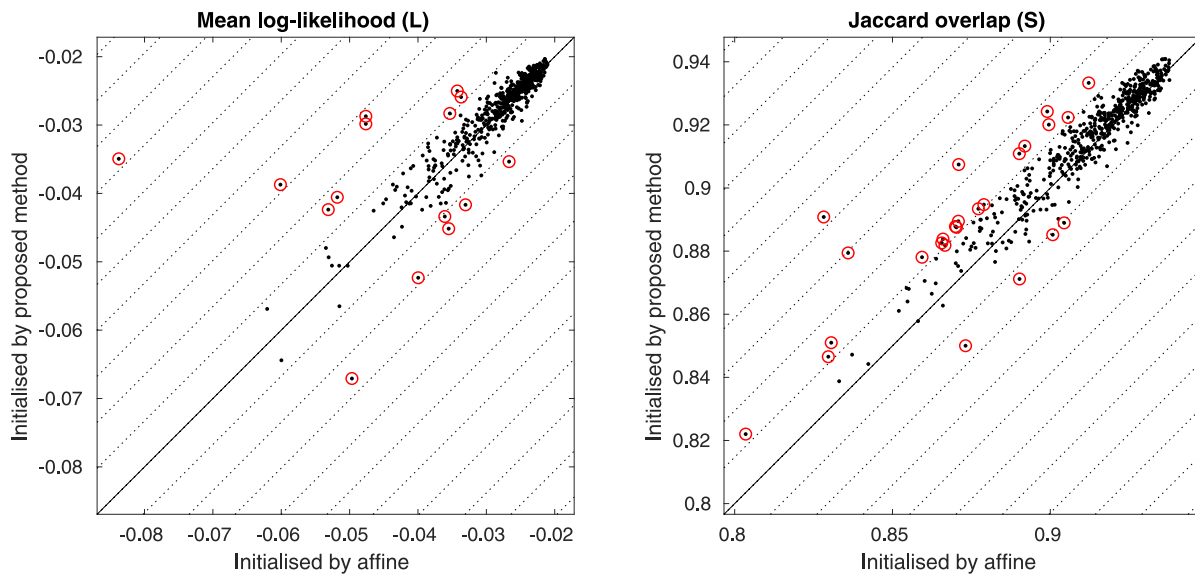 Mean log-likelihood (L)
Initialised by proposed method
-0.02
-0.03
-0.04
-0.05
-0.06
-0.07
-0.08
-0.08 -0.07 -0.06 -0.05 -0.04 -0.03 -0.02
Initialised by affine
Jaccard overlap (S)
Initialised by proposed method
0.94
0.92
0.9
0.88
0.86
0.84
0.82
0.8
0.8 0.85 0.9
Initialised by affine